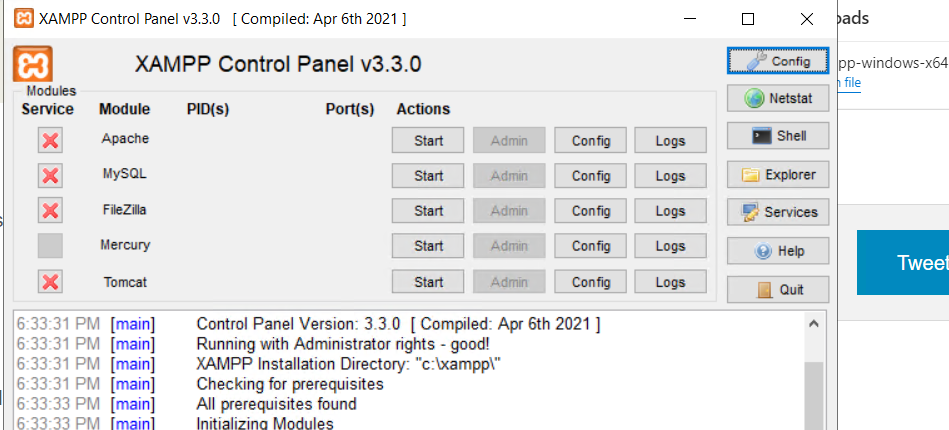 XAMPP Control Panel v3.3.0 [ Compiled: Apr 6th 2021 ]
XAMPP Control Panel v3.3.0
Modules
Service Module PID(s) Port(s) Actions
Apache Start Admin Config Logs
MySQL Start Admin Config Logs
FileZilla Start Admin Config Logs
Mercury Start Admin Config Logs
Tomcat Start Admin Config Logs
Config
Netstat
Shell
Explorer
Services
Help
Quit
6:33:31 PM [main] Control Panel Version: 3.3.0 [ Compiled: Apr 6th 2021 ]
6:33:31 PM [main] Running with Administrator rights - good!
6:33:31 PM [main] XAMPP Installation Directory: "c:\xampp\"
6:33:31 PM [main] Checking for prerequisites
6:33:33 PM [main] All prerequisites found
6:33:33 PM [main] Initializing Modules
oads
pp-windows-x64
file
Tweet